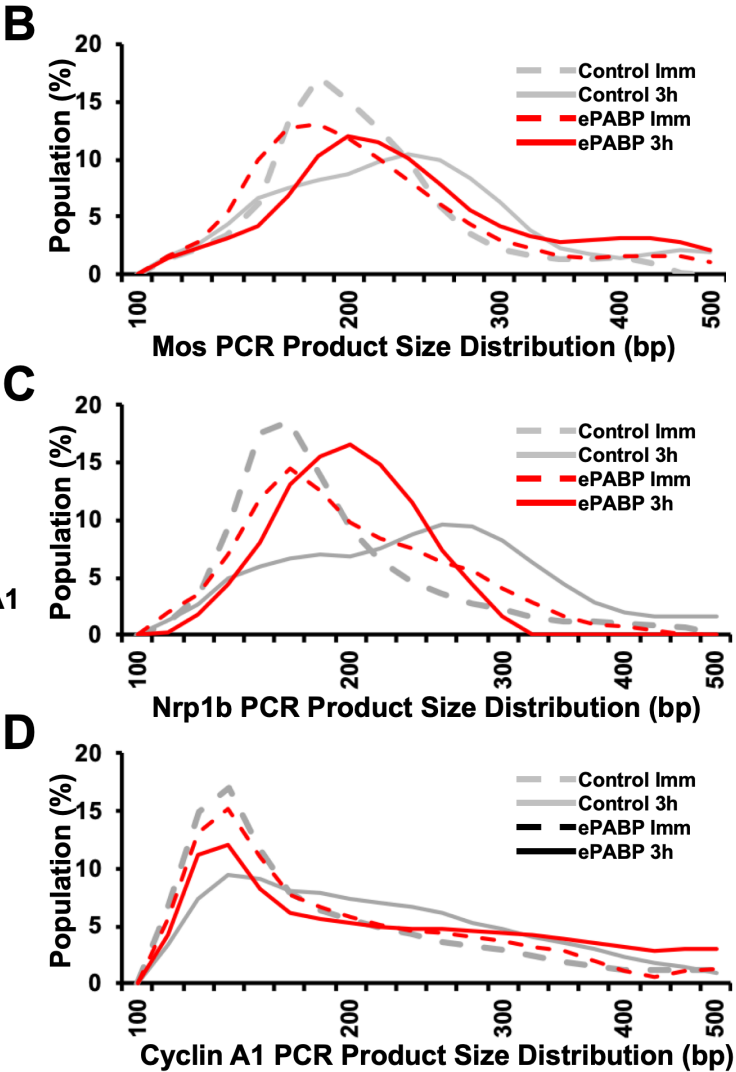 B
20
15
10
5
0
Population (%)
Control Imm
Control 3h
ePABP Imm
ePABP 3h
100
200
300
400
500
Mos PCR Product Size Distribution (bp)
C
20
15
10
5
0
Population (%)
Control Imm
Control 3h
ePABP Imm
ePABP 3h
A1
100
200
300
400
500
Nrp1b PCR Product Size Distribution (bp)
D
20
15
10
5
0
Population (%)
Control Imm
Control 3h
ePABP Imm
ePABP 3h
100
200
300
400
500
Cyclin A1 PCR Product Size Distribution (bp)